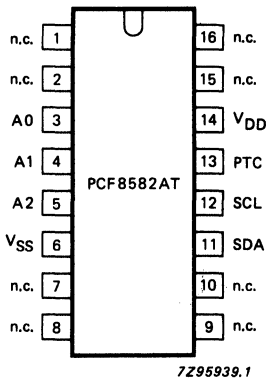 n.c. 1 16 n.c.
n.c. 2 15 n.c.
A0 3 14 VDD
A1 4 13 PTC
PCF8582AT
A2 5 12 SCL
VSS 6 11 SDA
n.c. 7 10 n.c.
n.c. 8 9 n.c.
7Z95939.1